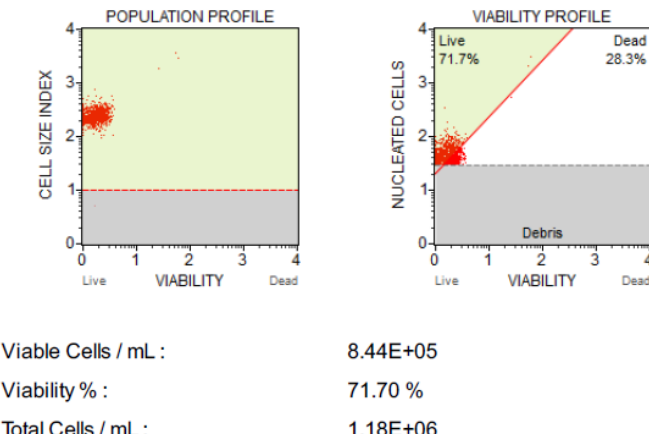 POPULATION PROFILE
CELL SIZE INDEX
4
3
2
1
0
0 1 2 3 4
Live VIABILITY Dead
VIABILITY PROFILE
NUCLEATED CELLS
4
3
2
1
0
Live
71.7%
Dead
28.3%
Debris
0 1 2 3 4
Live VIABILITY Dead
Viable Cells / mL : 8.44E+05
Viability % : 71.70 %
Total Cells / mL : 1.18E+06